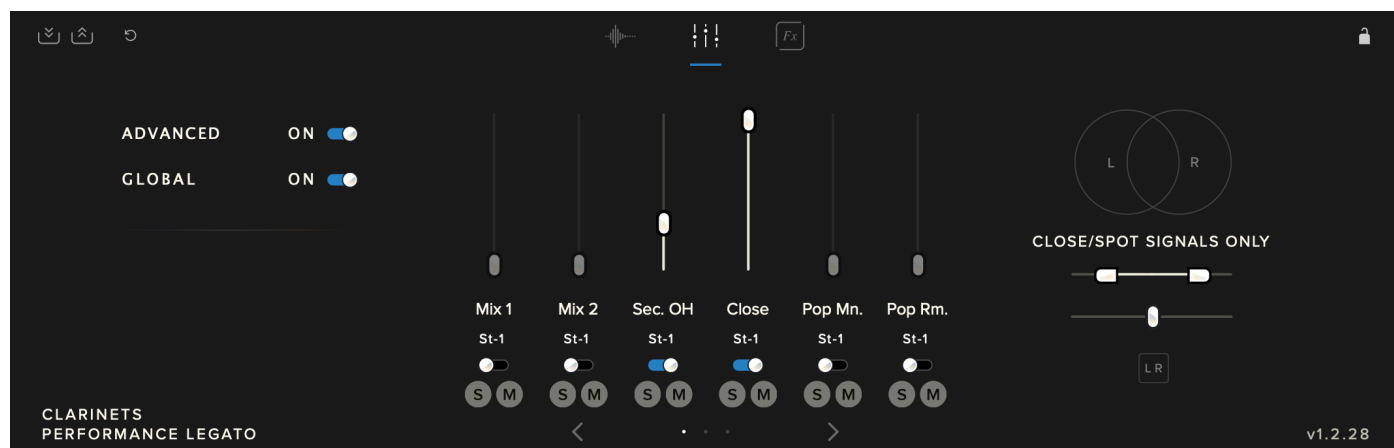 Fx
ADVANCED ON
GLOBAL ON
L R
CLOSE/SPOT SIGNALS ONLY
Mix 1 Mix 2 Sec. OH Close Pop Mn. Pop Rm.
St-1 St-1 St-1 St-1 St-1 St-1
S M S M S M S M S M S M
L R
CLARINETS
PERFORMANCE LEGATO
v1.2.28